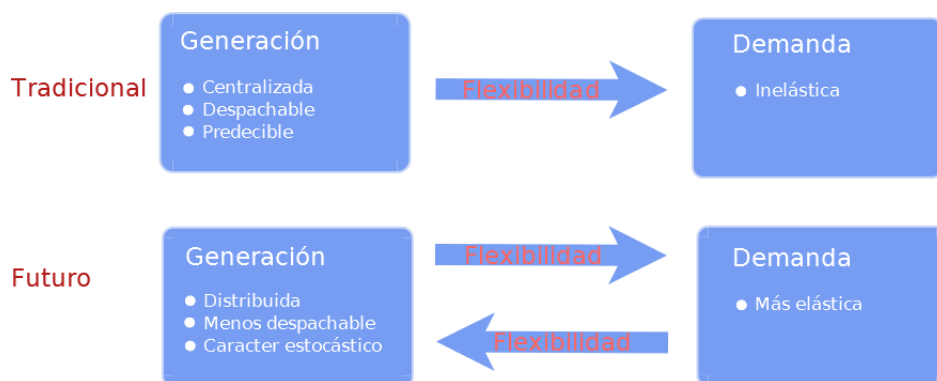 Tradicional
Generación
Centralizada
Despachable
Predecible
Flexibilidad
Demanda
Inelástica
Futuro
Generación
Distribuida
Menos despachable
Caracter estocástico
Flexibilidad
Flexibilidad
Demanda
Más elástica